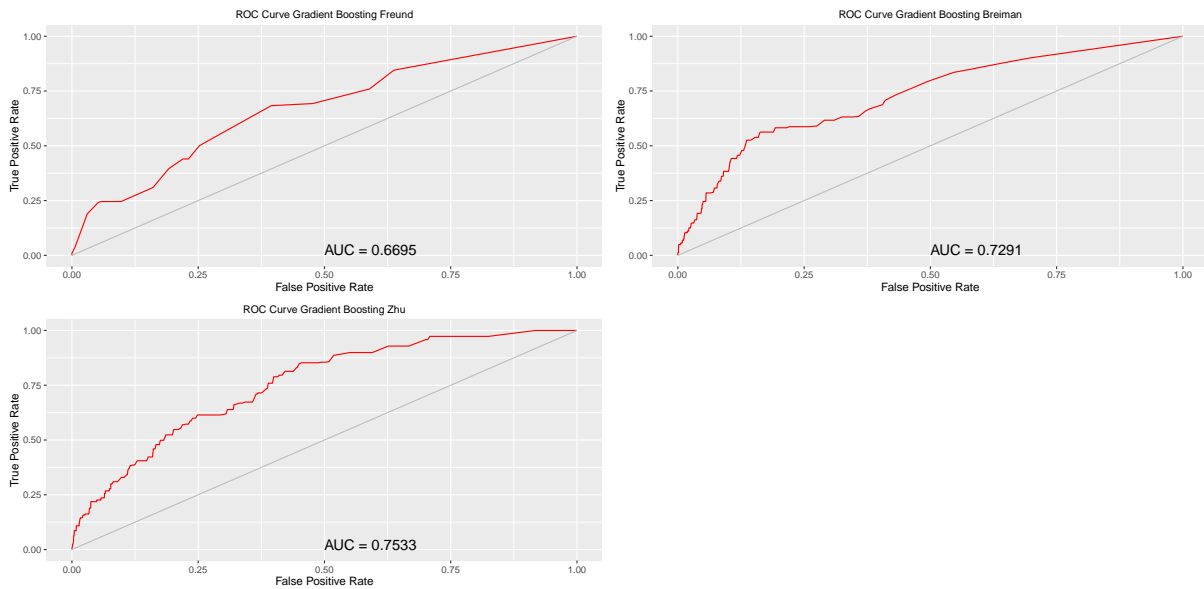 ROC Curve Gradient Boosting Freund
True Positive Rate
1.00
0.75
0.50
0.25
0.00
AUC = 0.6695
0.00 0.25 0.50 0.75 1.00
False Positive Rate
ROC Curve Gradient Boosting Breiman
True Positive Rate
1.00
0.75
0.50
0.25
0.00
AUC = 0.7291
0.00 0.25 0.50 0.75 1.00
False Positive Rate
ROC Curve Gradient Boosting Zhu
True Positive Rate
1.00
0.75
0.50
0.25
0.00
AUC = 0.7533
0.00 0.25 0.50 0.75 1.00
False Positive Rate